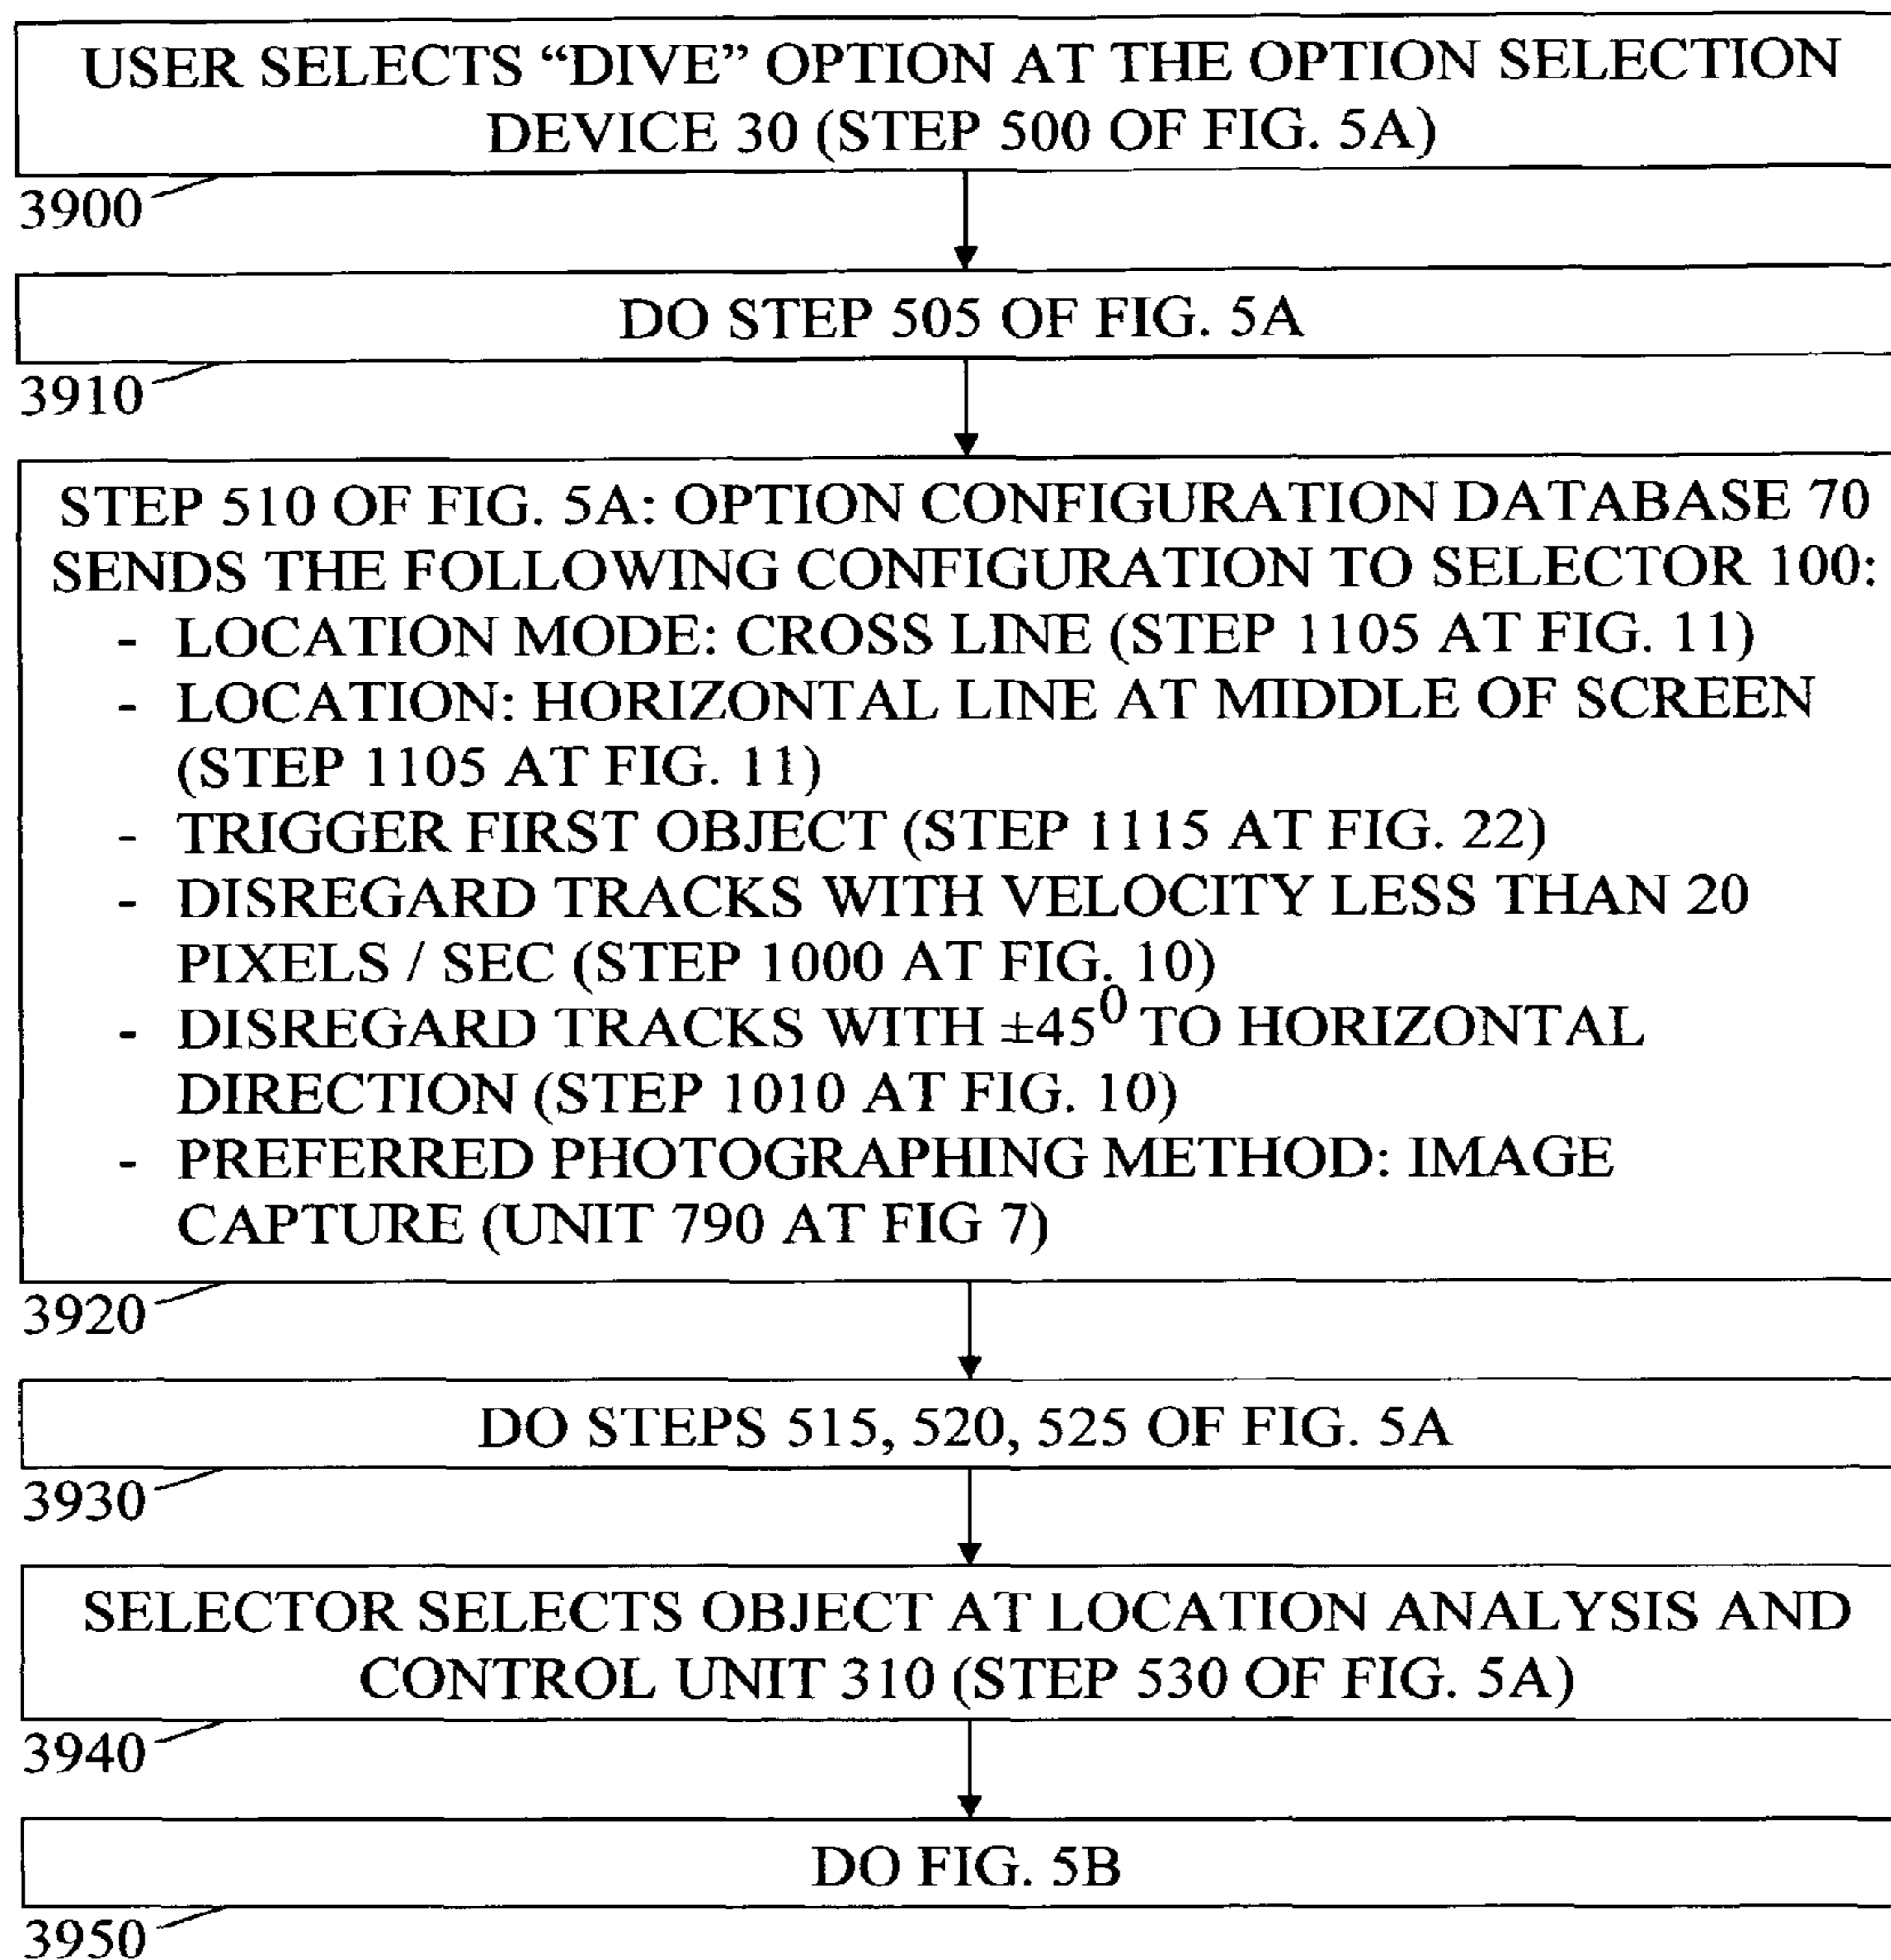 USER SELECTS “DIVE” OPTION AT THE OPTION SELECTION
DEVICE 30 (STEP 500 OF FIG. 5A)
3900
DO STEP 505 OF FIG. 5A
3910
STEP 510 OF FIG. 5A: OPTION CONFIGURATION DATABASE 70
SENDS THE FOLLOWING CONFIGURATION TO SELECTOR 100:
- LOCATION MODE: CROSS LINE (STEP 1105 AT FIG. 11)
- LOCATION: HORIZONTAL LINE AT MIDDLE OF SCREEN
(STEP 1105 AT FIG. 11)
- TRIGGER FIRST OBJECT (STEP 1115 AT FIG. 22)
- DISREGARD TRACKS WITH VELOCITY LESS THAN 20
PIXELS / SEC (STEP 1000 AT FIG. 10)
- DISREGARD TRACKS WITH ±45⁰ TO HORIZONTAL
DIRECTION (STEP 1010 AT FIG. 10)
- PREFERRED PHOTOGRAPHING METHOD: IMAGE
CAPTURE (UNIT 790 AT FIG 7)
3920
DO STEPS 515, 520, 525 OF FIG. 5A
3930
SELECTOR SELECTS OBJECT AT LOCATION ANALYSIS AND
CONTROL UNIT 310 (STEP 530 OF FIG. 5A)
3940
DO FIG. 5B
3950